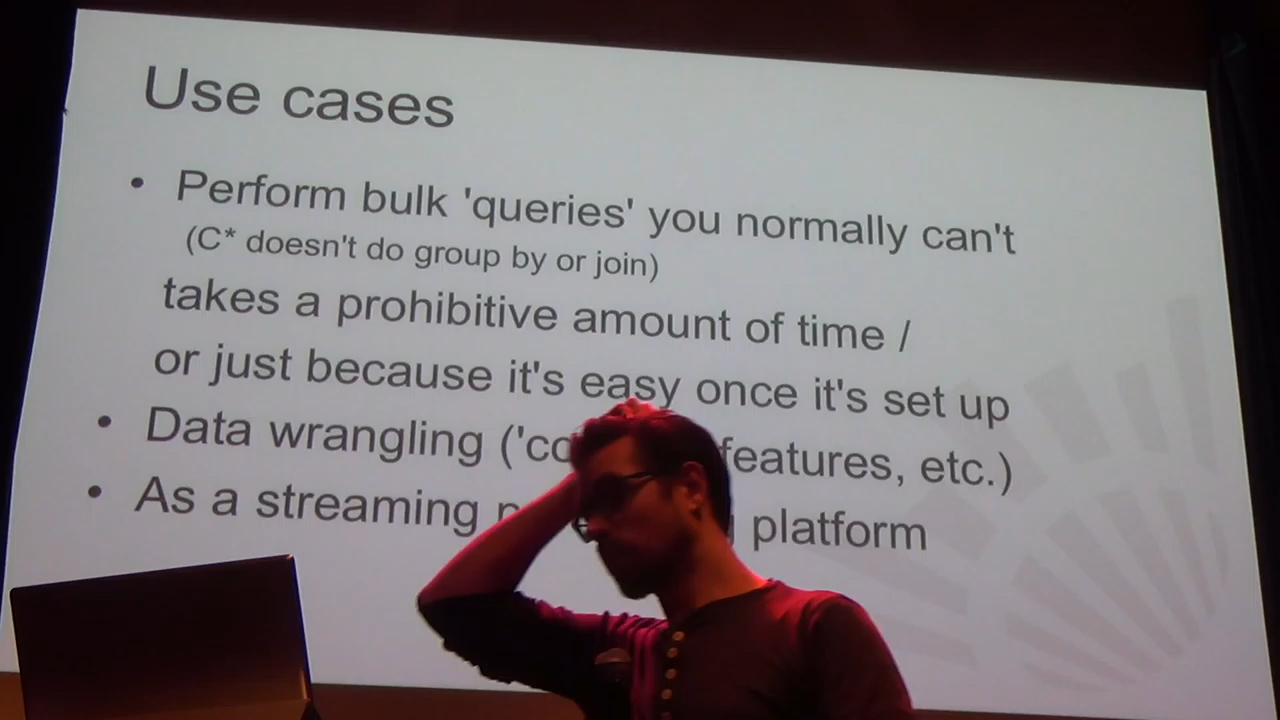 Use cases
• Perform bulk 'queries' you normally can't
(C* doesn't do group by or join)
takes a prohibitive amount of time /
or just because it's easy once it's set up
• Data wrangling ( features, etc.)
• As a streaming platform